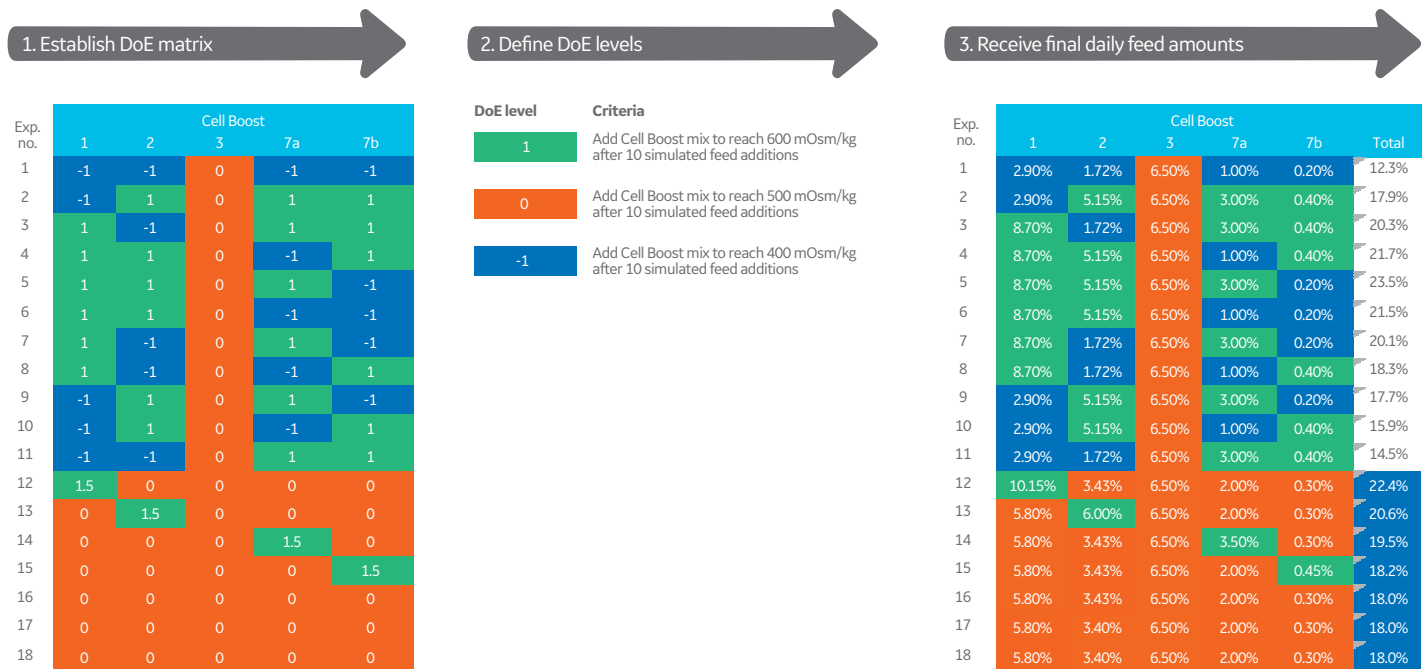 1. Establish DoE matrix
Exp. no.
Cell Boost
1 2 3 7a 7b
1 -1 -1 0 -1 -1
2 -1 1 0 1 1
3 1 -1 0 1 1
4 1 1 0 -1 1
5 1 1 0 1 -1
6 1 1 0 -1 -1
7 1 -1 0 1 -1
8 1 -1 0 -1 1
9 -1 1 0 1 -1
10 -1 1 0 -1 1
11 -1 -1 0 1 1
12 1.5 0 0 0 0
13 0 1.5 0 0 0
14 0 0 0 1.5 0
15 0 0 0 0 1.5
16 0 0 0 0 0
17 0 0 0 0 0
18 0 0 0 0 0
2. Define DoE levels
DoE level Criteria
1 Add Cell Boost mix to reach 600 mOsm/kg
after 10 simulated feed additions
0 Add Cell Boost mix to reach 500 mOsm/kg
after 10 simulated feed additions
-1 Add Cell Boost mix to reach 400 mOsm/kg
after 10 simulated feed additions
3. Receive final daily feed amounts
Exp. no.
Cell Boost
1 2 3 7a 7b Total
1 2.90% 1.72% 6.50% 1.00% 0.20% 12.3%
2 2.90% 5.15% 6.50% 3.00% 0.40% 17.9%
3 8.70% 1.72% 6.50% 3.00% 0.40% 20.3%
4 8.70% 5.15% 6.50% 1.00% 0.40% 21.7%
5 8.70% 5.15% 6.50% 3.00% 0.20% 23.5%
6 8.70% 5.15% 6.50% 1.00% 0.20% 21.5%
7 8.70% 1.72% 6.50% 3.00% 0.20% 20.1%
8 8.70% 1.72% 6.50% 1.00% 0.40% 18.3%
9 2.90% 5.15% 6.50% 3.00% 0.20% 17.7%
10 2.90% 5.15% 6.50% 1.00% 0.40% 15.9%
11 2.90% 1.72% 6.50% 3.00% 0.40% 14.5%
12 10.15% 3.43% 6.50% 2.00% 0.30% 22.4%
13 5.80% 6.00% 6.50% 2.00% 0.30% 20.6%
14 5.80% 3.43% 6.50% 3.50% 0.30% 19.5%
15 5.80% 3.43% 6.50% 2.00% 0.45% 18.2%
16 5.80% 3.43% 6.50% 2.00% 0.30% 18.0%
17 5.80% 3.40% 6.50% 2.00% 0.30% 18.0%
18 5.80% 3.40% 6.50% 2.00% 0.30% 18.0%